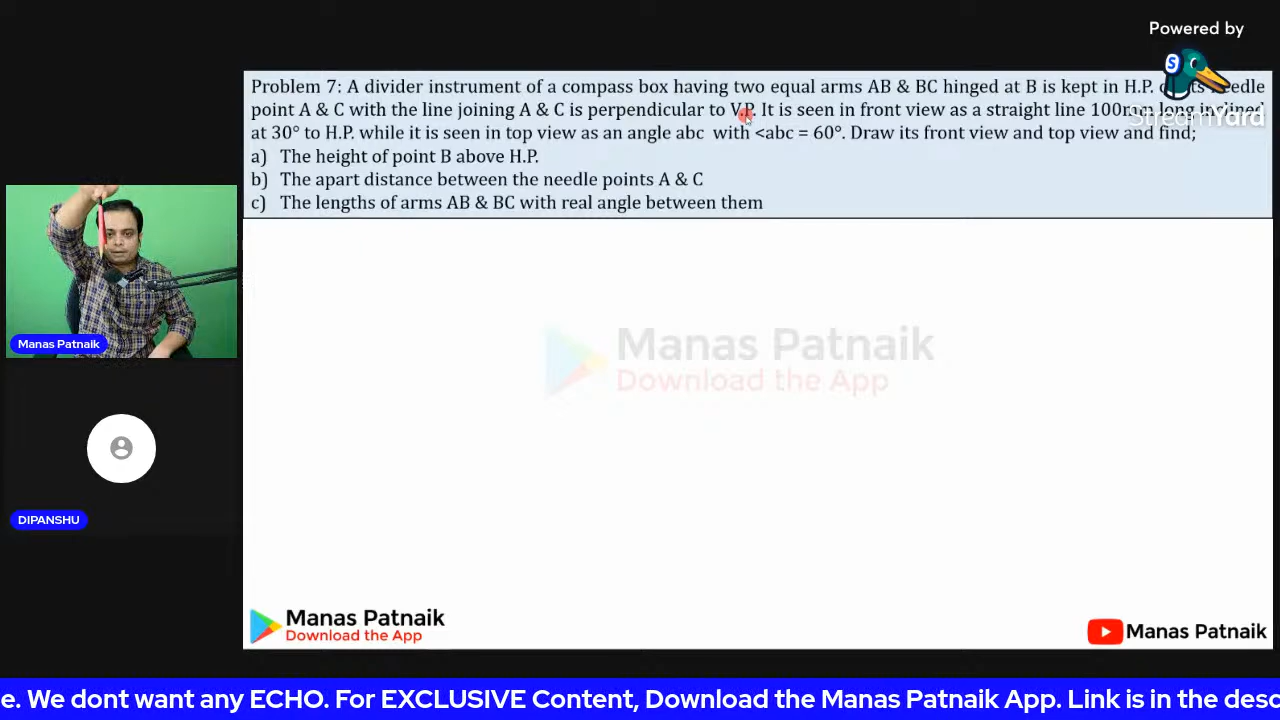 Powered by
S
StreamYard
Problem 7: A divider instrument of a compass box having two equal arms AB & BC hinged at B is kept in H.P. its needle
point A & C with the line joining A & C is perpendicular to V.P. It is seen in front view as a straight line 100mm long inclined
at 30° to H.P. while it is seen in top view as an angle abc with <abc = 60°. Draw its front view and top view and find;
a) The height of point B above H.P.
b) The apart distance between the needle points A & C
c) The lengths of arms AB & BC with real angle between them
Manas Patnaik
DIPANSHU
Manas Patnaik
Download the App
Manas Patnaik
Download the App
Manas Patnaik
e. We dont want any ECHO. For EXCLUSIVE Content, Download the Manas Patnaik App. Link is in the desc